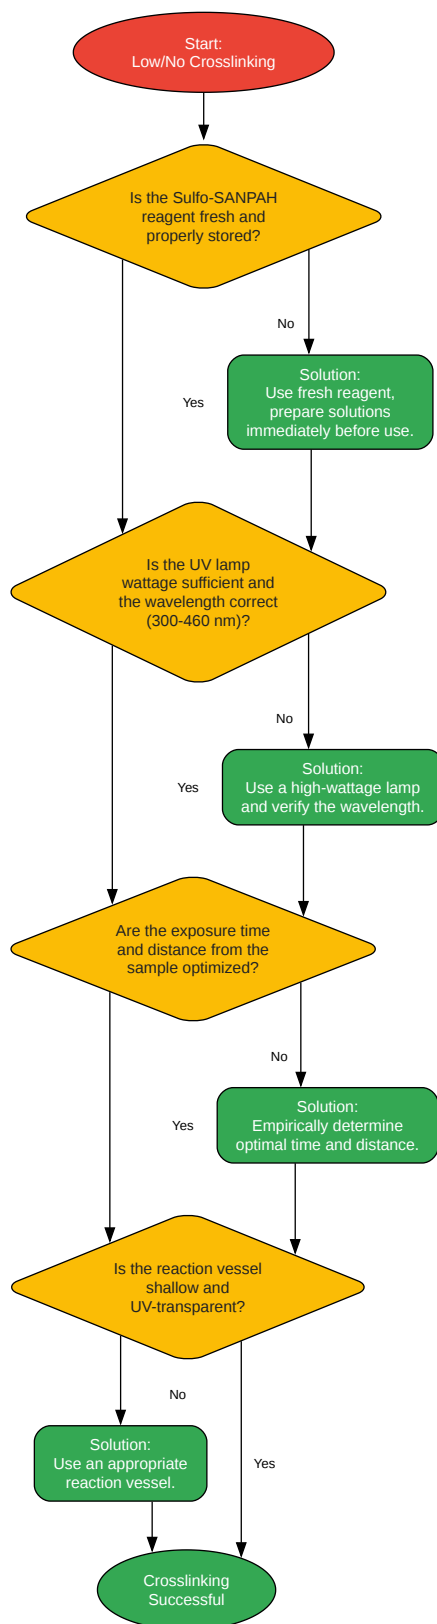 Start:
Low/No Crosslinking
Is the Sulfo-SANPAH
reagent fresh and
properly stored?
No
Solution:
Use fresh reagent,
prepare solutions
immediately before use.
Yes
Is the UV lamp
wattage sufficient and
the wavelength correct
(300-460 nm)?
No
Solution:
Use a high-wattage lamp
and verify the wavelength.
Yes
Are the exposure time
and distance from the
sample optimized?
No
Solution:
Empirically determine
optimal time and distance.
Yes
Is the reaction vessel
shallow and
UV-transparent?
No
Solution:
Use an appropriate
reaction vessel.
Yes
Crosslinking
Successful